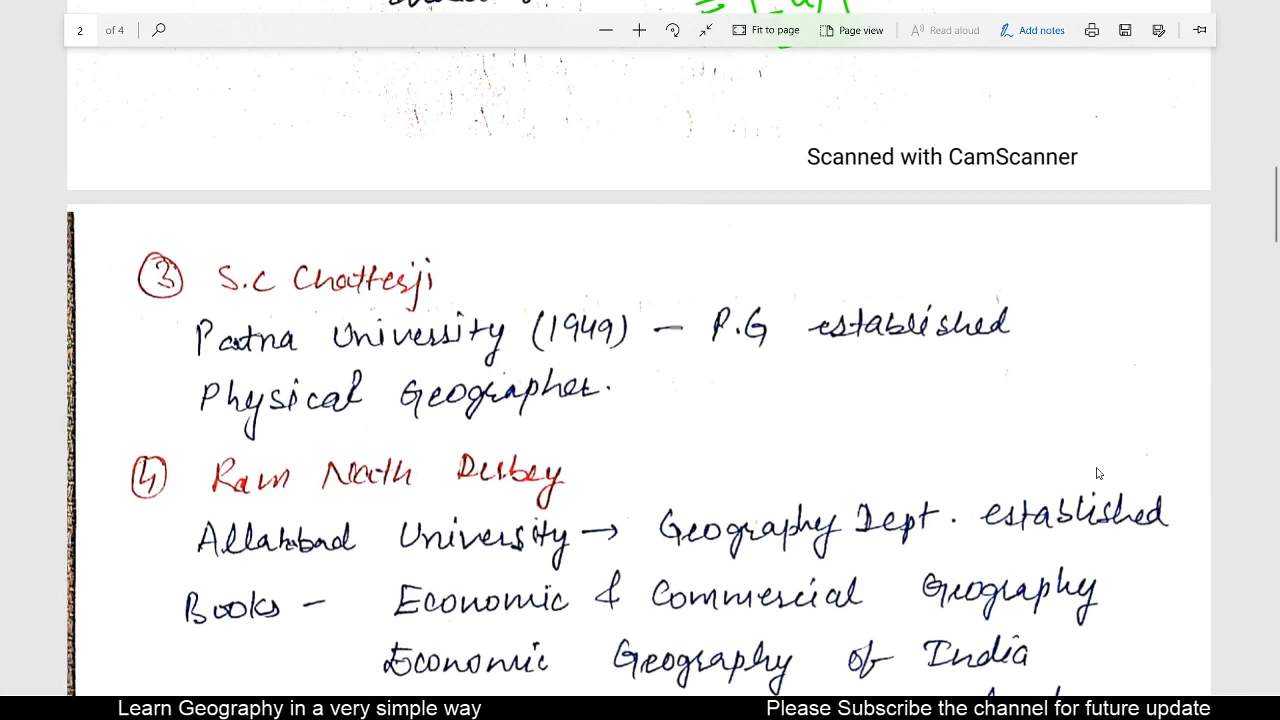 2 of 4 Fit to page Page view Read aloud Add notes
Scanned with CamScanner
3 S.C Chatterji
Patna University (1949) — P.G established
Physical Geographer.
4 Ram Nath Dubey
Allahabad University → Geography Dept. established
Books – Economic & Commercial Geography
Economic Geography of India
Learn Geography in a very simple way Please Subscribe the channel for future update